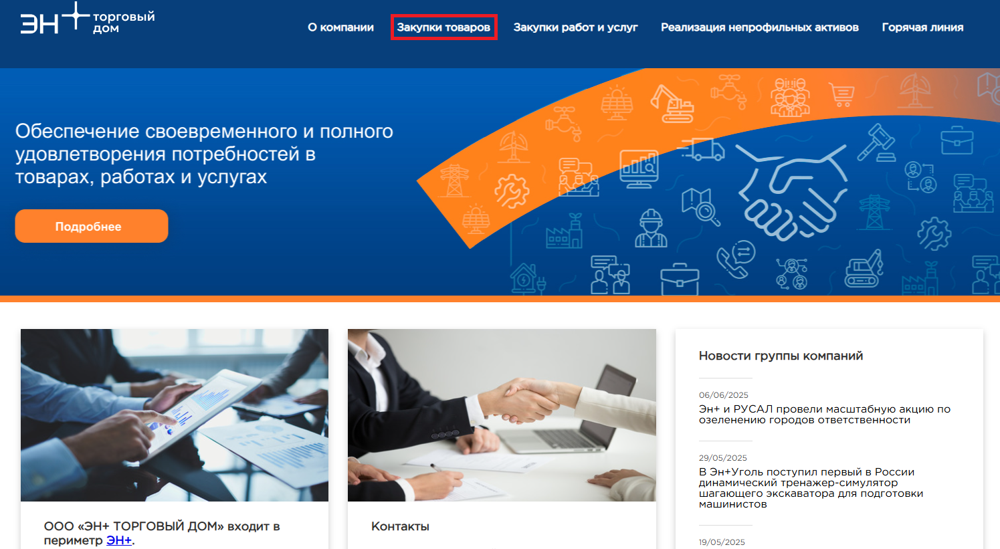 ЭН+ торговый дом
О компании
Закупки товаров
Закупки работ и услуг
Реализация непрофильных активов
Горячая линия
Обеспечение своевременного и полного
удовлетворения потребностей в
товарах, работах и услугах
Подробнее
ООО «ЭН+ ТОРГОВЫЙ ДОМ» входит в
периметр ЭН+.
Контакты
Новости группы компаний
06/06/2025
Эн+ и РУСАЛ провели масштабную акцию по
озеленению городов ответственности
29/05/2025
В Эн+Уголь поступил первый в России
динамический тренажер-симулятор
шагающего экскаватора для подготовки
машинистов
19/05/2025